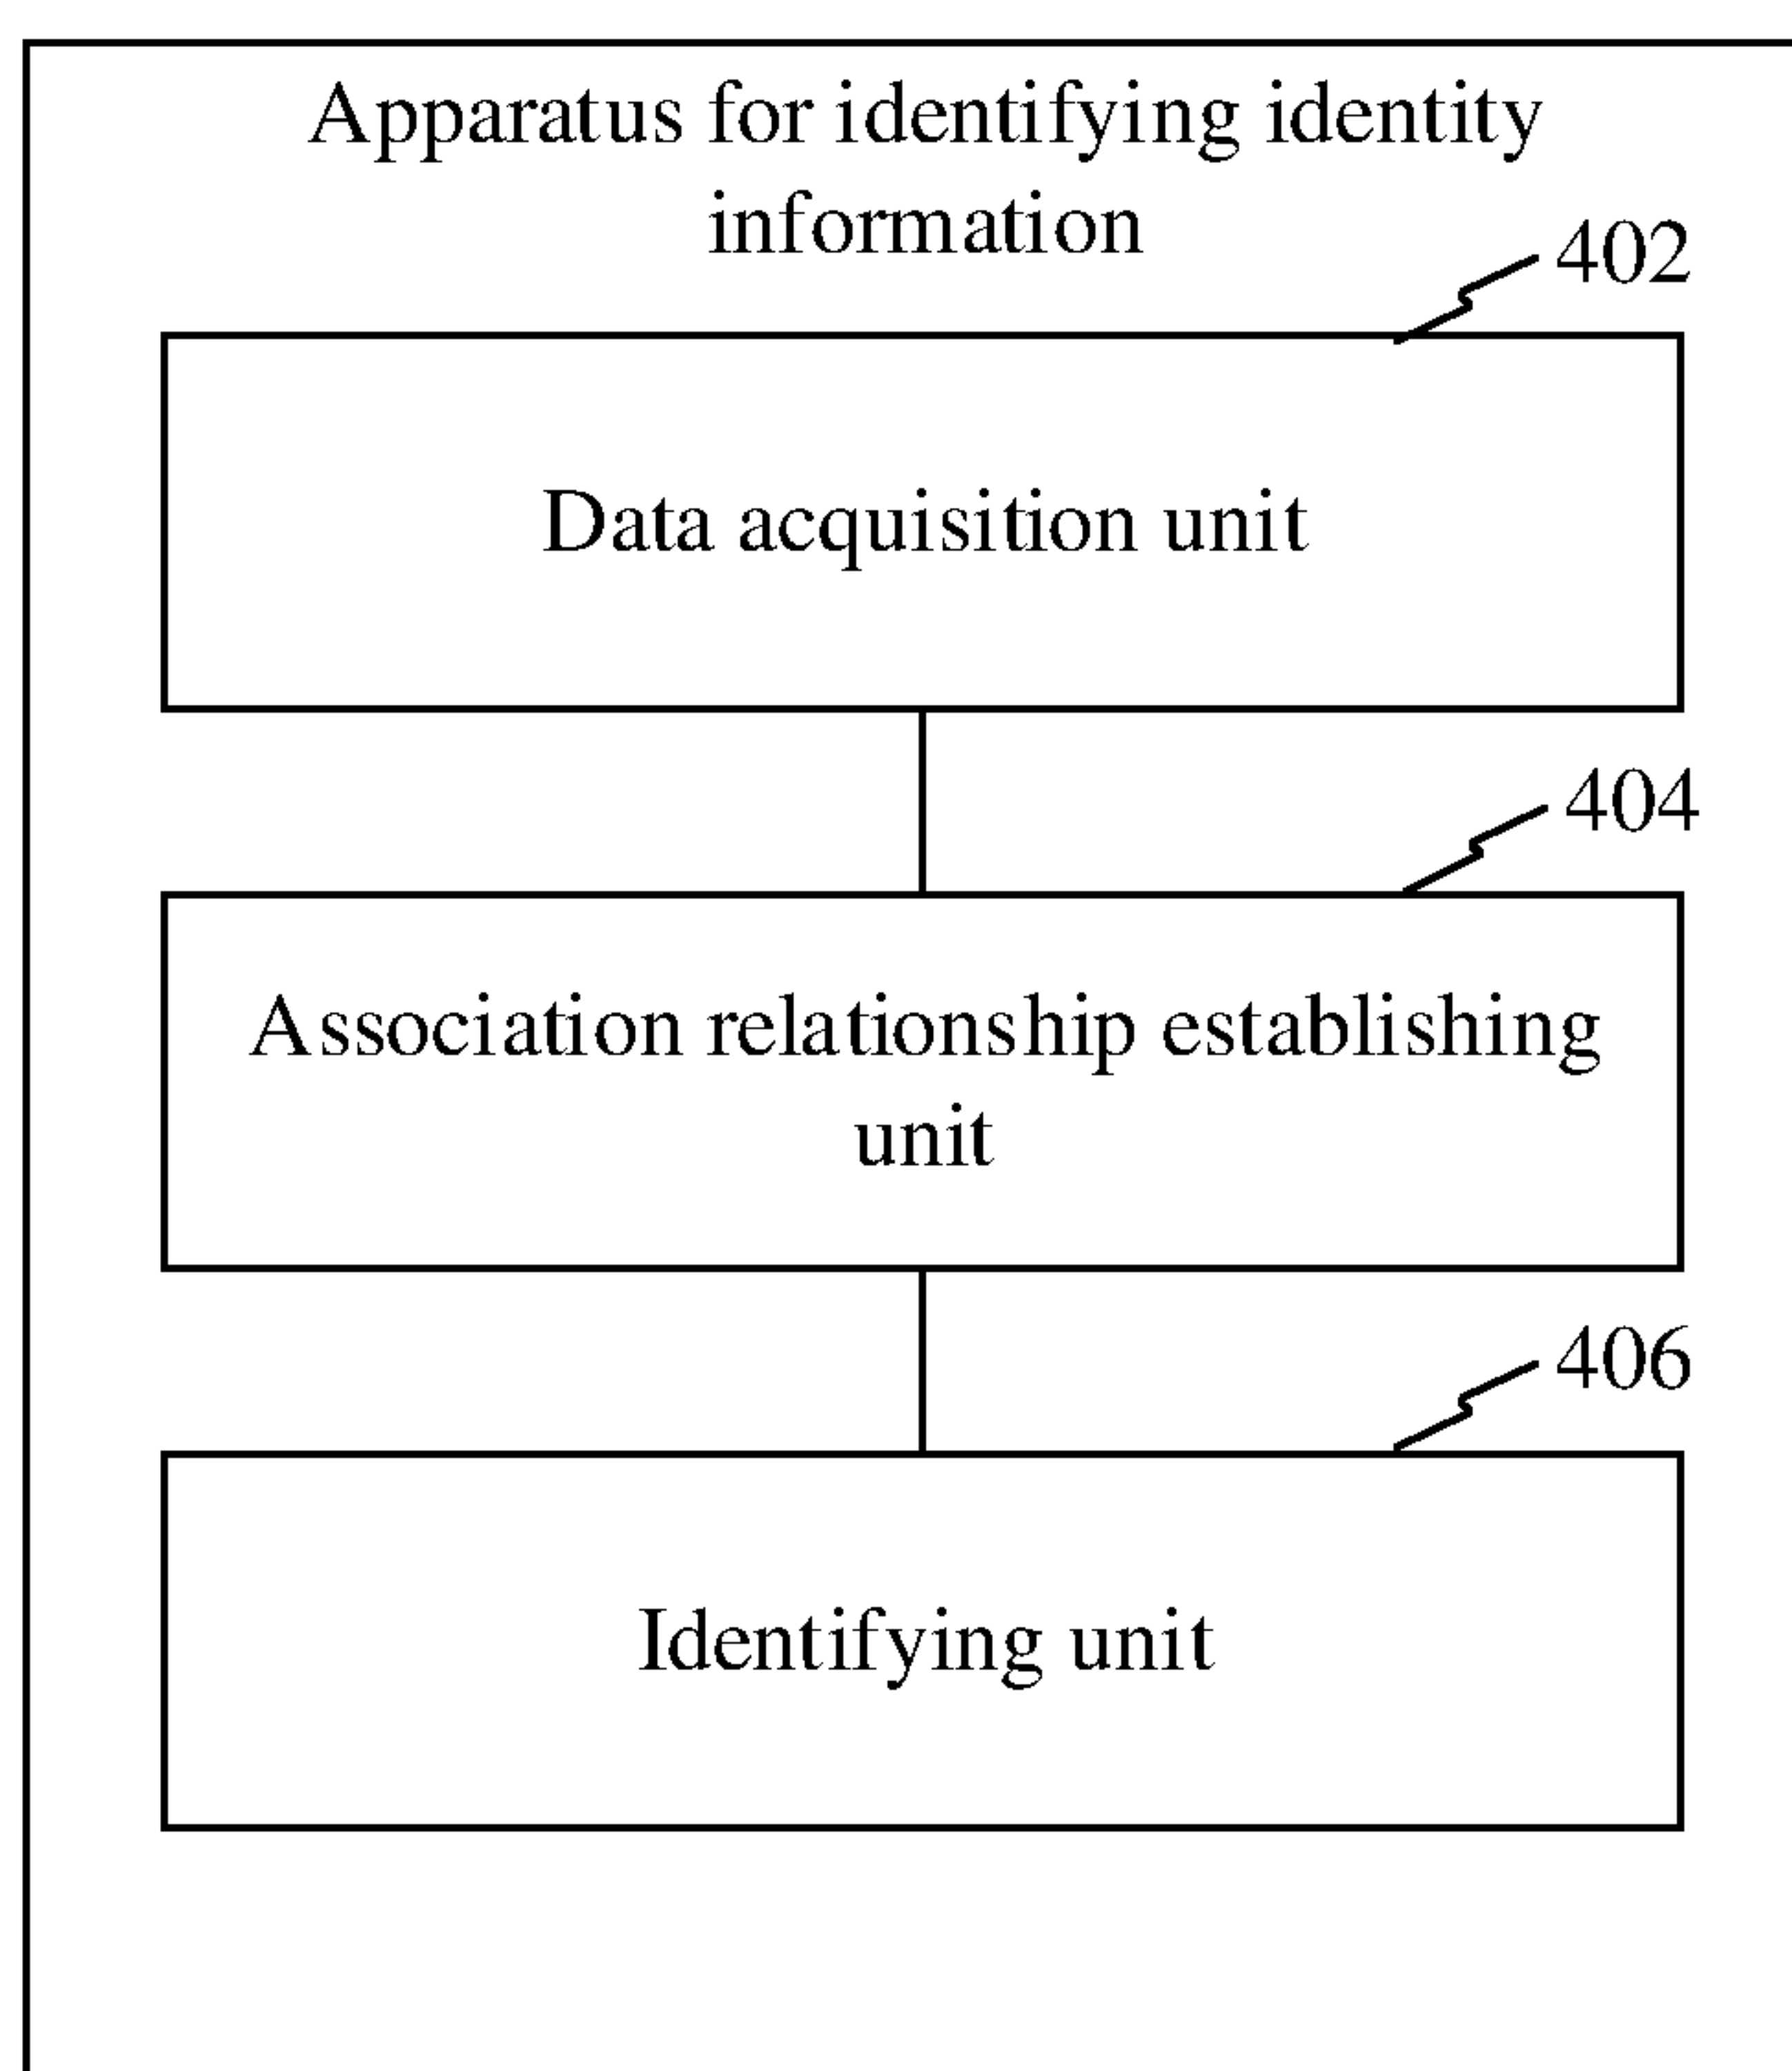 Apparatus for identifying identity
information
402
Data acquisition unit
404
Association relationship establishing
unit
406
Identifying unit